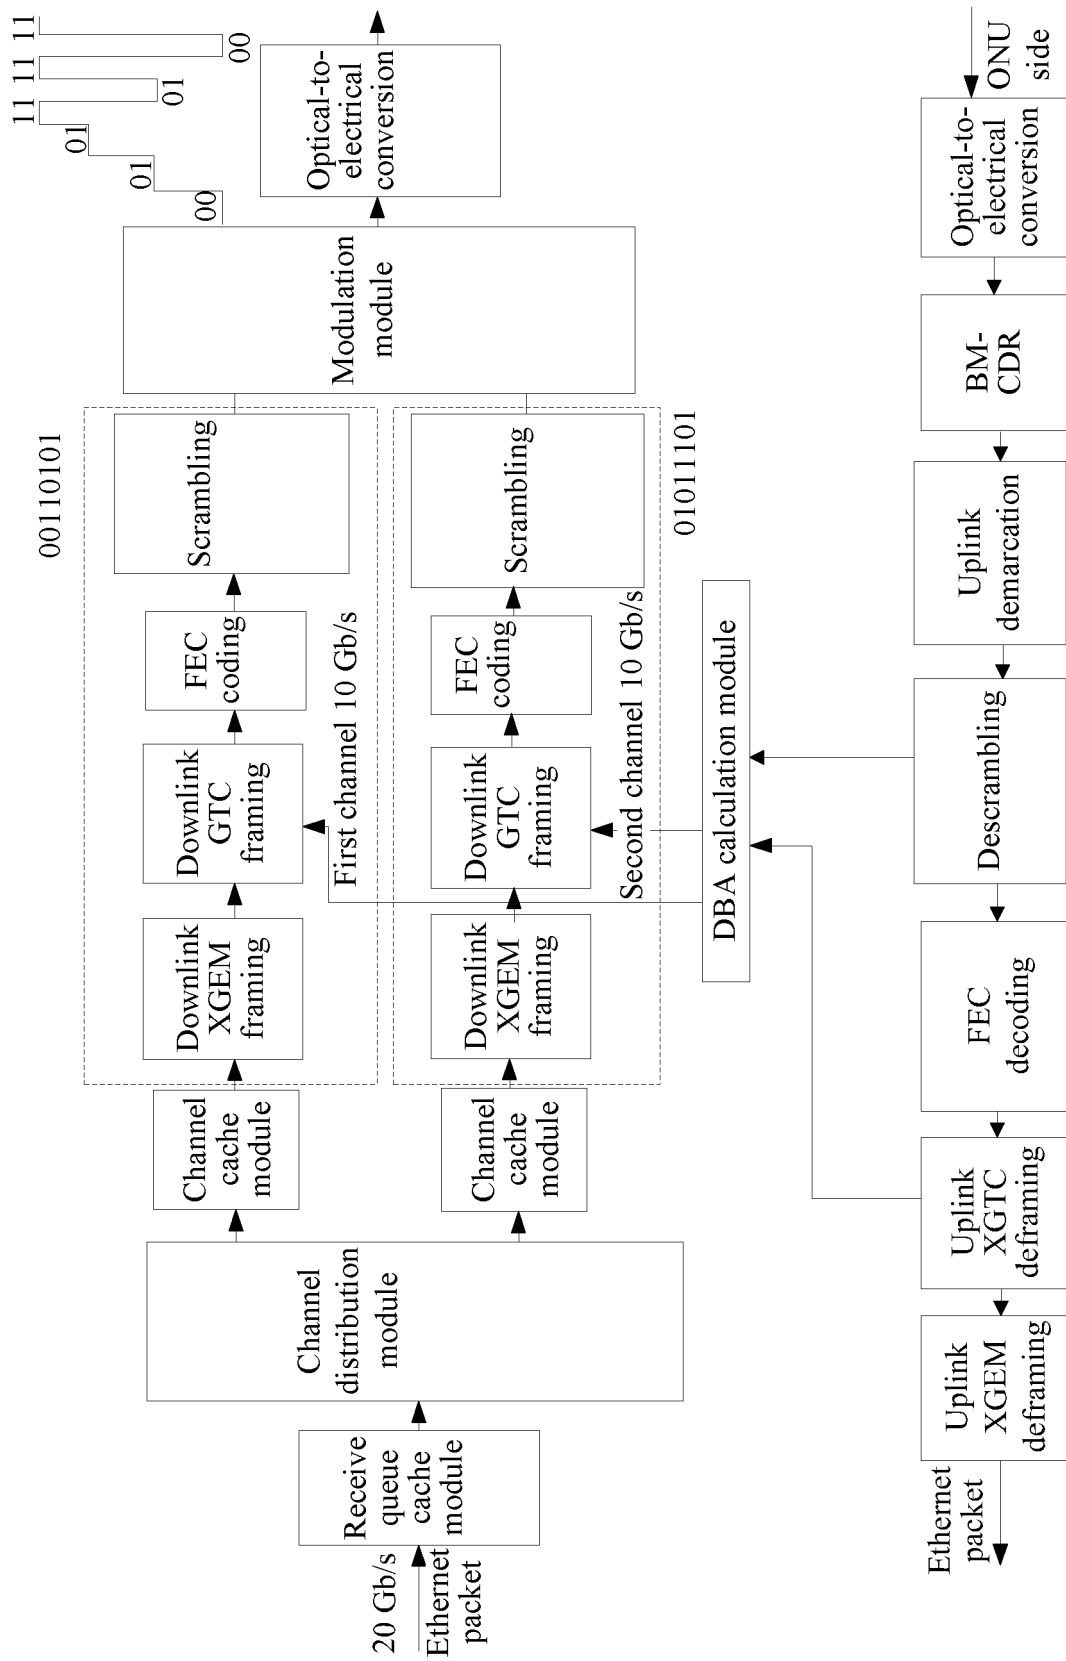 20 Gb/s
Ethernet
packet
Receive
queue
cache
module
Channel
distribution
module
Channel
cache
module
Downlink
XGEM
framing
Downlink
GTC
framing
FEC
coding
Scrambling
00110101
First channel 10 Gb/s
Channel
cache
module
Downlink
XGEM
framing
Downlink
GTC
framing
FEC
coding
Scrambling
01011101
Second channel 10 Gb/s
Modulation
module
00
01
01
11
01
11
00
11
Optical-to-
electrical
conversion
DBA calculation module
Ethernet
packet
Uplink
XGEM
deframing
Uplink
XGTC
deframing
FEC
decoding
Descrambling
Uplink
demarcation
BM-
CDR
Optical-to-
electrical
conversion
ONU
side